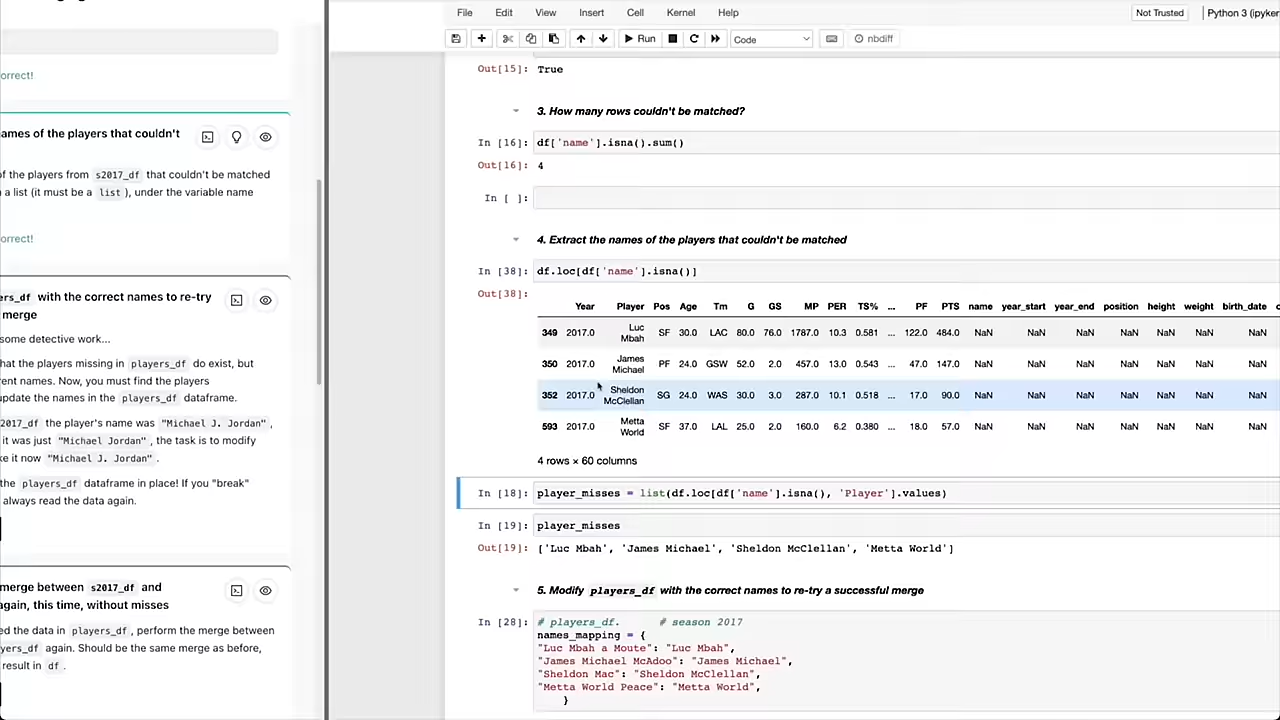 File Edit View Insert Cell Kernel Help Not Trusted Python 3 (ipyker
Run Code nbdiff
Out[15]: True
3. How many rows couldn't be matched?
In [16]: df['name'].isna().sum()
Out[16]: 4
In [ ]:
4. Extract the names of the players that couldn't be matched
In [38]: df.loc[df['name'].isna()]
Out[38]:
Year Player Pos Age Tm G GS MP PER TS% ... PF PTS name year_start year_end position height weight birth_date
349 2017.0 Luc Mbah SF 30.0 LAC 80.0 76.0 1787.0 10.3 0.581 ... 122.0 484.0 NaN NaN NaN NaN NaN NaN NaN
350 2017.0 James Michael PF 24.0 GSW 52.0 2.0 457.0 13.0 0.543 ... 47.0 147.0 NaN NaN NaN NaN NaN NaN NaN
352 2017.0 Sheldon McClellan SG 24.0 WAS 30.0 3.0 287.0 10.1 0.518 ... 17.0 90.0 NaN NaN NaN NaN NaN NaN NaN
593 2017.0 Metta World SF 37.0 LAL 25.0 2.0 160.0 6.2 0.380 ... 18.0 57.0 NaN NaN NaN NaN NaN NaN NaN
4 rows × 60 columns
In [18]: player_misses = list(df.loc[df['name'].isna(), 'Player'].values)
In [19]: player_misses
Out[19]: ['Luc Mbah', 'James Michael', 'Sheldon McClellan', 'Metta World']
5. Modify players_df with the correct names to re-try a successful merge
In [28]: # players_df. # season 2017
names_mapping = {
"Luc Mbah a Moute": "Luc Mbah",
"James Michael McAdoo": "James Michael",
"Sheldon Mac": "Sheldon McClellan",
"Metta World Peace": "Metta World",
}
orrect!
ames of the players that couldn't
of the players from s2017_df that couldn't be matched
a list (it must be a list), under the variable name
orrect!
ers_df with the correct names to re-try
merge
some detective work...
hat the players missing in players_df do exist, but
rent names. Now, you must find the players
update the names in the players_df dataframe.
2017_df the player's name was "Michael J. Jordan",
it was just "Michael Jordan", the task is to modify
ke it now "Michael J. Jordan".
the players_df dataframe in place! If you "break"
always read the data again.
merge between s2017_df and
again, this time, without misses
ed the data in players_df, perform the merge between
yers_df again. Should be the same merge as before,
result in df.